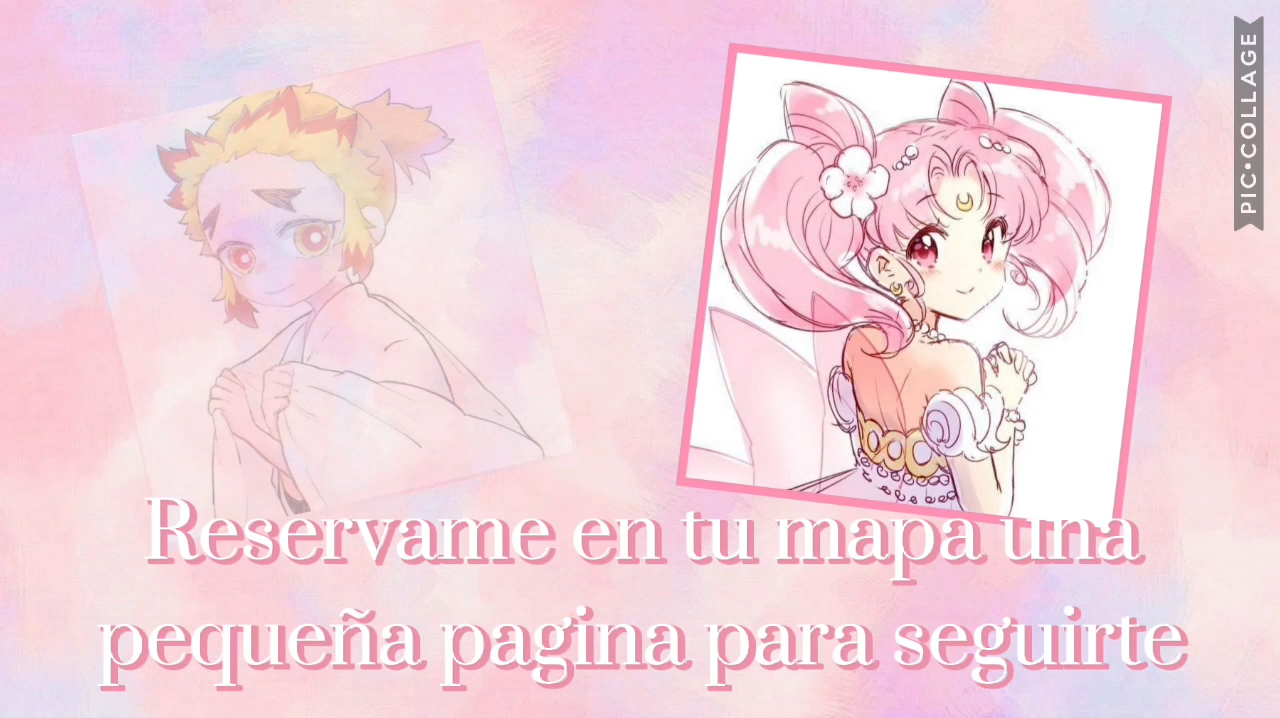 PIC•COLLAGE
Reservame en tu mapa una
pequeña pagina para seguirte